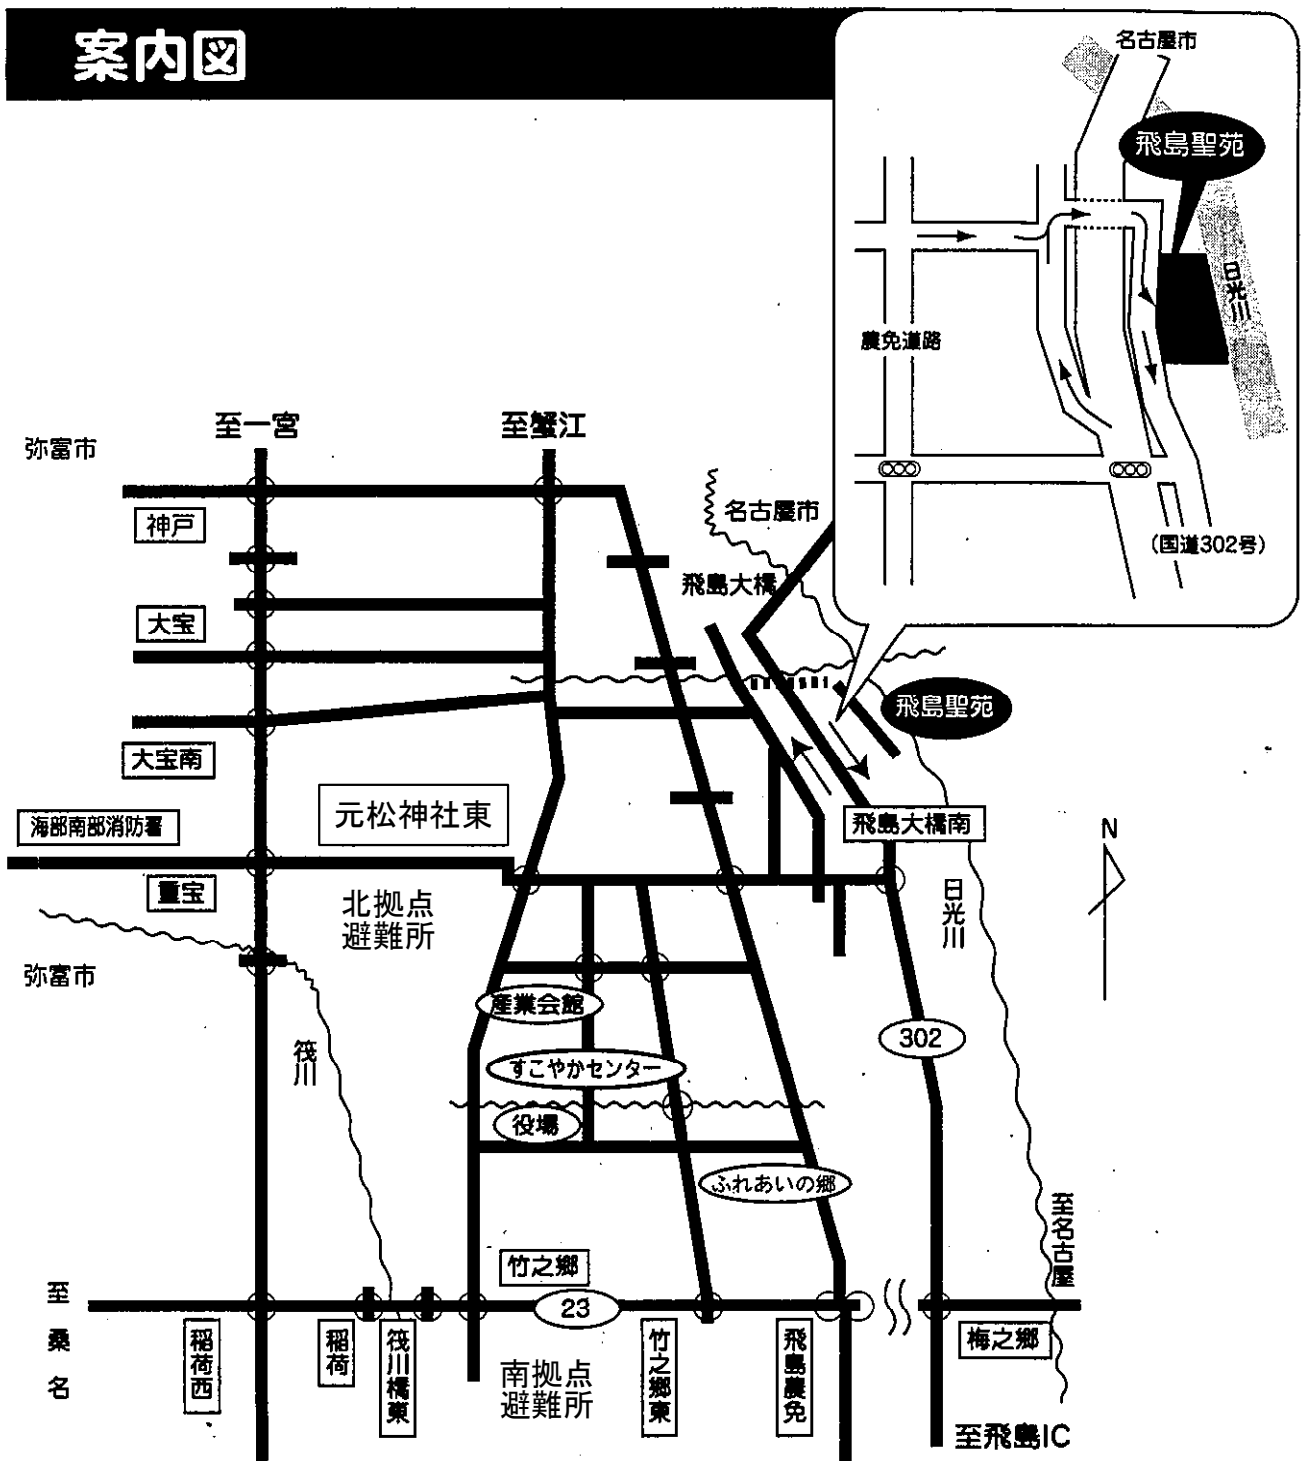 案内図
名古屋市
飛島聖苑
日光川
農免道路
(国道302号)
至一宮
至蟹江
弥富市
神戸
名古屋市
飛島大橋
大宝
飛島聖苑
大宝南
元松神社東
海部南部消防署
飛島大橋南
N
重宝
北拠点
避難所
日光川
弥富市
産業会館
302
筏川
すこやかセンター
役場
ふれあいの郷
至名古屋
竹之郷
至桑名
23
稲荷西
稲荷
筏川橋東
南拠点
避難所
竹之郷東
飛島農免
梅之郷
至飛島IC